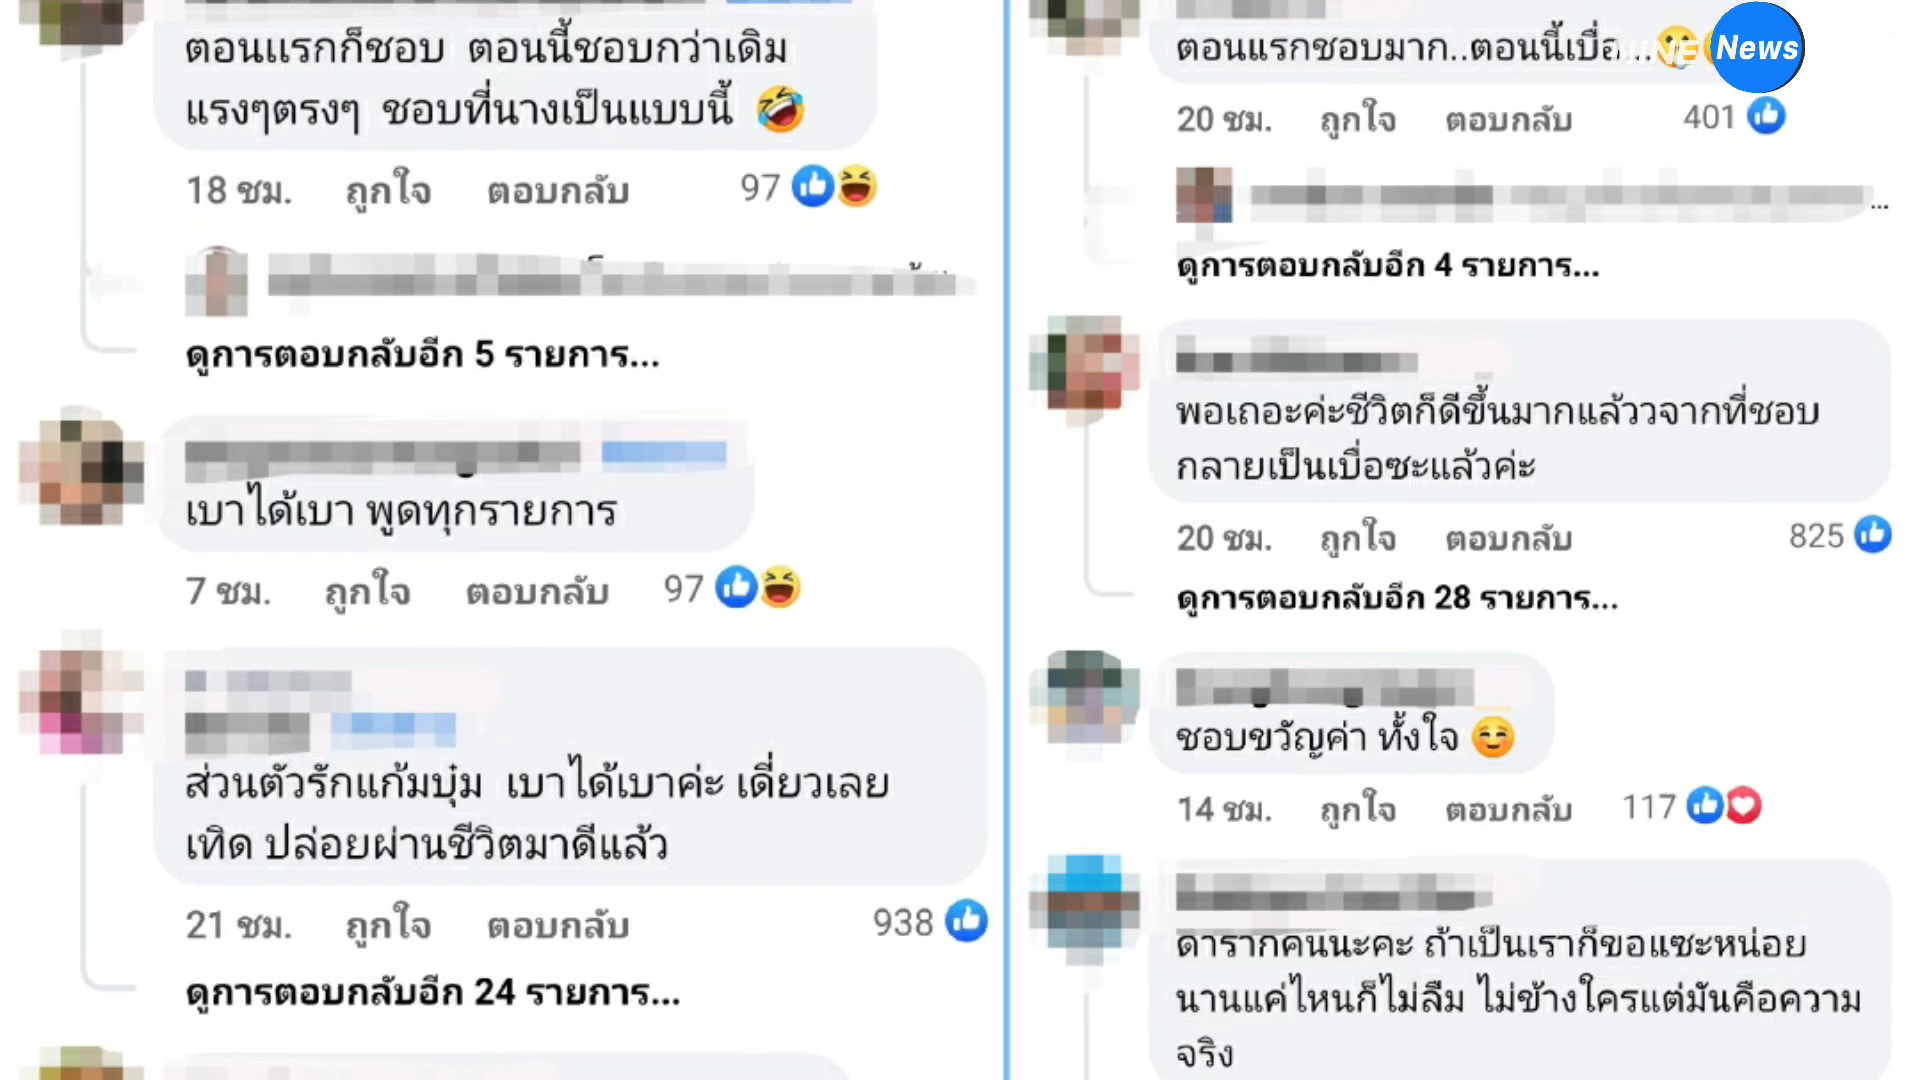 ตอนแรกก็ชอบ ตอนนี้ชอบกว่าเดิม
แรงๆตรงๆ ชอบที่นางเป็นแบบนี้ 🤣
18 ชม. ถูกใจ ตอบกลับ 97
ดูการตอบกลับอีก 5 รายการ...
เบาได้เบา พูดทุกรายการ
7 ชม. ถูกใจ ตอบกลับ 97
ส่วนตัวรักแก้มบุ๋ม เบาได้เบาค่ะ เดี่ยวเลย
เทิด ปล่อยผ่านชีวิตมาดีแล้ว
21 ชม. ถูกใจ ตอบกลับ 938
ดูการตอบกลับอีก 24 รายการ...
ตอนแรกชอบมาก..ตอนนี้เบื่อ...
News
20 ชม. ถูกใจ ตอบกลับ 401
...
ดูการตอบกลับอีก 4 รายการ...
พอเถอะค่ะชีวิตก็ดีขึ้นมากแล้ววจากที่ชอบ
กลายเป็นเบื่อซะแล้วค่ะ
20 ชม. ถูกใจ ตอบกลับ 825
ดูการตอบกลับอีก 28 รายการ...
ชอบขวัญค่า ทั้งใจ ☺️
14 ชม. ถูกใจ ตอบกลับ 117
ดาราก็คนนะคะ ถ้าเป็นเราก็ขอแซะหน่อย
นานแค่ไหนก็ไม่ลืม ไม่ข้างใครแต่มันคือความ
จริง